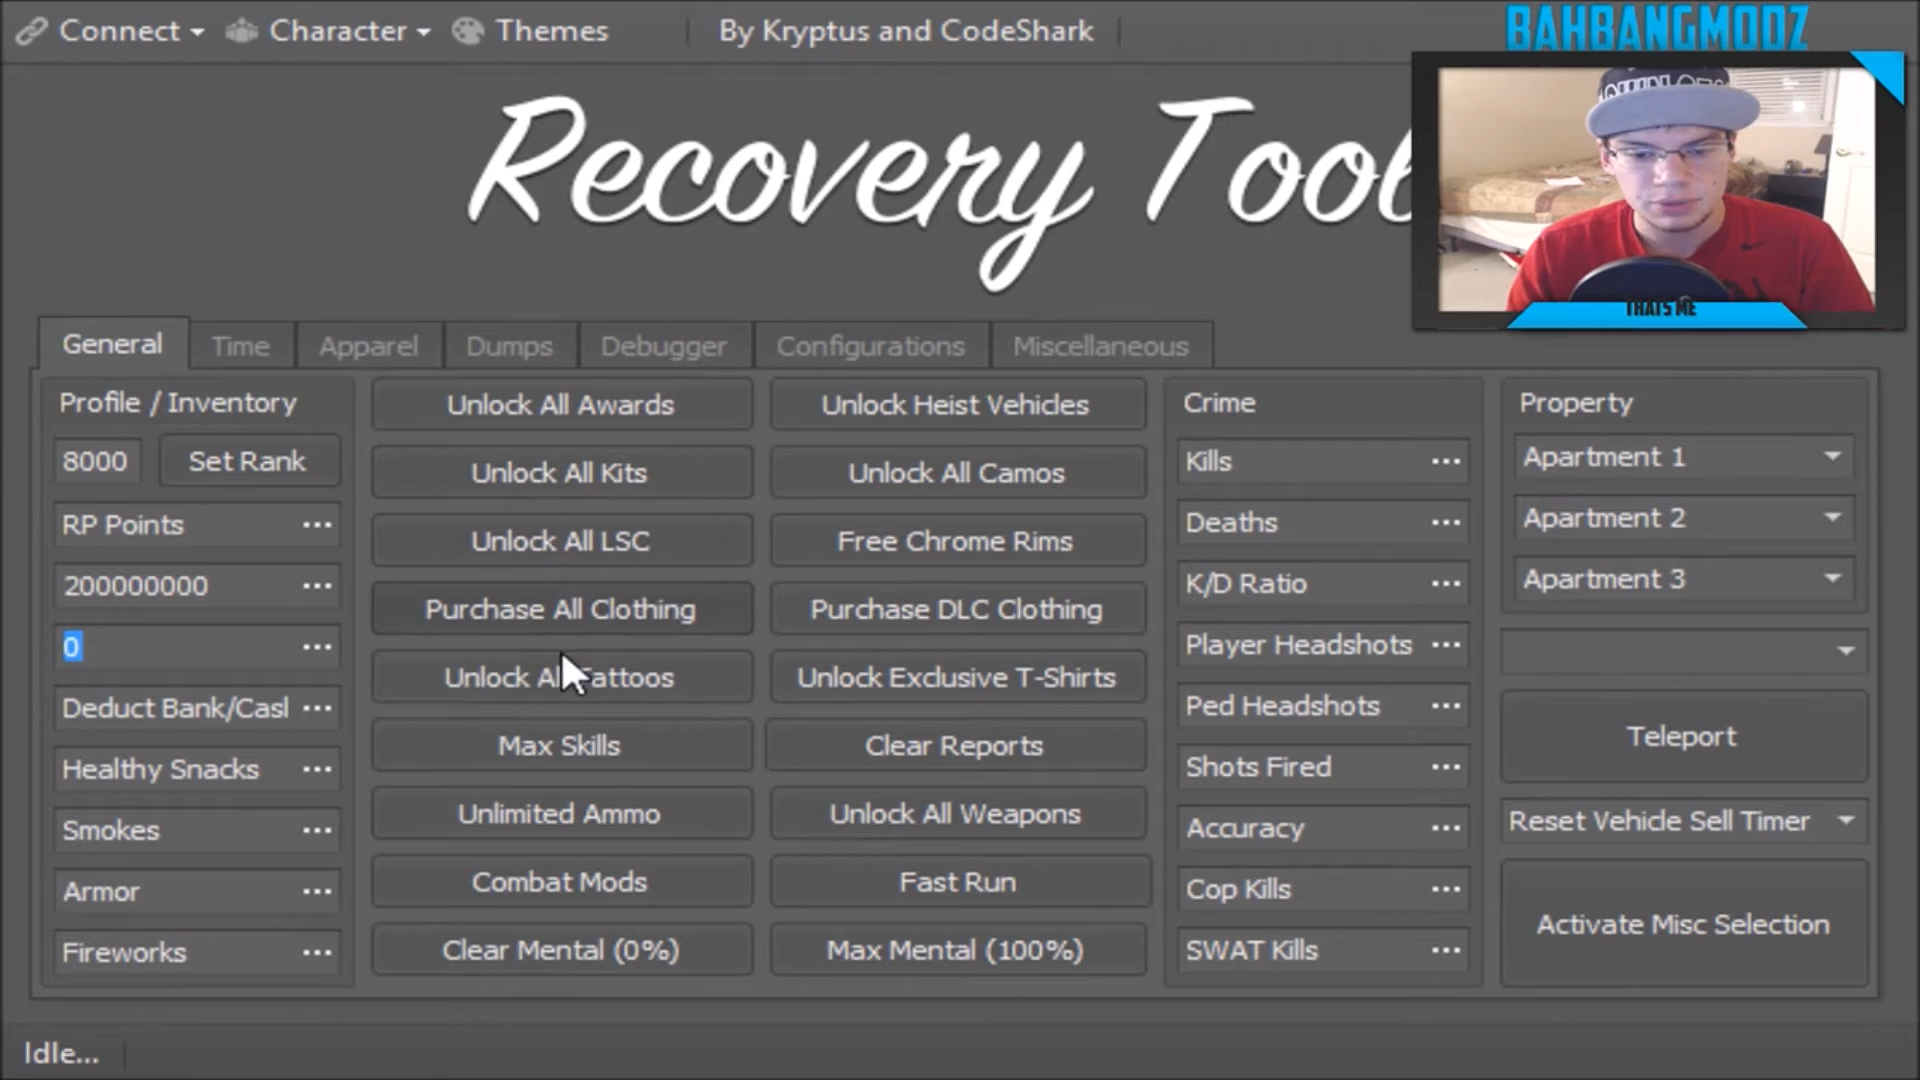 Connect
Character
Themes
By Kryptus and CodeShark
BAHBANGMODZ
Recovery Tool
THATS ME
General
Time
Apparel
Dumps
Debugger
Configurations
Miscellaneous
Profile / Inventory
8000
Set Rank
RP Points ...
200000000 ...
0 ...
Deduct Bank/Casl ...
Healthy Snacks ...
Smokes ...
Armor ...
Fireworks ...
Unlock All Awards
Unlock All Kits
Unlock All LSC
Purchase All Clothing
Unlock All Tattoos
Max Skills
Unlimited Ammo
Combat Mods
Clear Mental (0%)
Unlock Heist Vehicles
Unlock All Camos
Free Chrome Rims
Purchase DLC Clothing
Unlock Exclusive T-Shirts
Clear Reports
Unlock All Weapons
Fast Run
Max Mental (100%)
Crime
Kills ...
Deaths ...
K/D Ratio ...
Player Headshots ...
Ped Headshots ...
Shots Fired ...
Accuracy ...
Cop Kills ...
SWAT Kills ...
Property
Apartment 1
Apartment 2
Apartment 3
Teleport
Reset Vehicle Sell Timer
Activate Misc Selection
Idle...